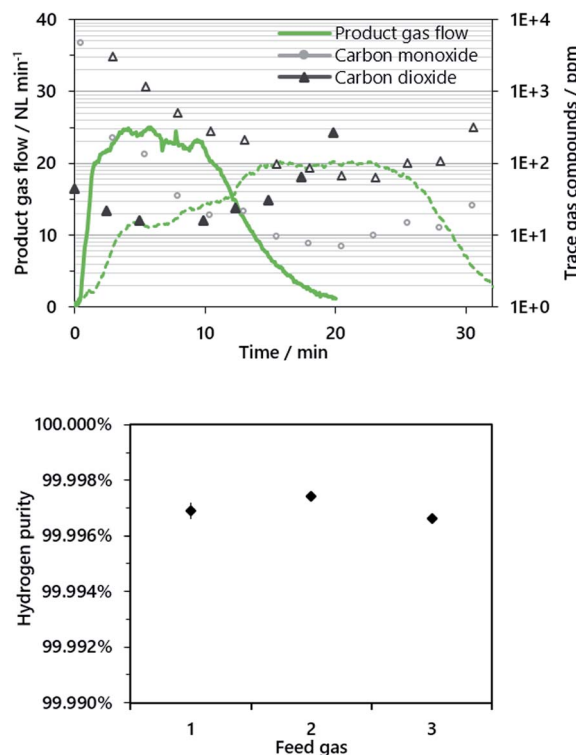 40
30
20
10
0
Product gas flow / NL min⁻¹
Product gas flow
Carbon monoxide
Carbon dioxide
1E+4
1E+3
1E+2
1E+1
1E+0
Trace gas compounds / ppm
0 10 20 30
Time / min
100.000%
99.998%
99.996%
99.994%
99.992%
99.990%
Hydrogen purity
1 2 3
Feed gas